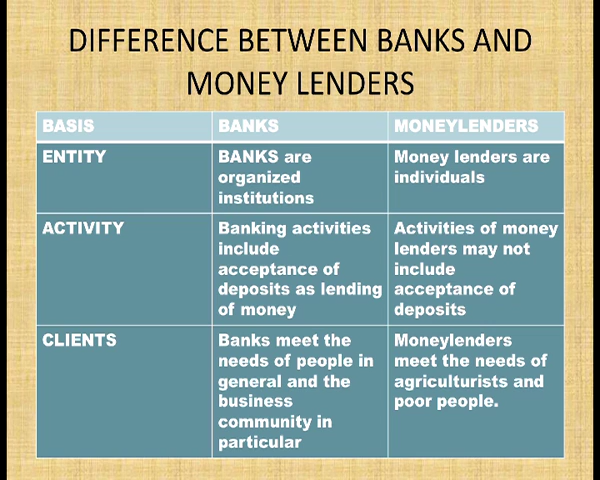 DIFFERENCE BETWEEN BANKS AND
MONEY LENDERS
BASIS BANKS MONEYLENDERS
ENTITY
BANKS are
organized
institutions
Money lenders are
individuals
ACTIVITY
Banking activities
include
acceptance of
deposits as lending
of money
Activities of money
lenders may not
include
acceptance of
deposits
CLIENTS
Banks meet the
needs of people in
general and the
business
community in
particular
Moneylenders
meet the needs of
agriculturists and
poor people.